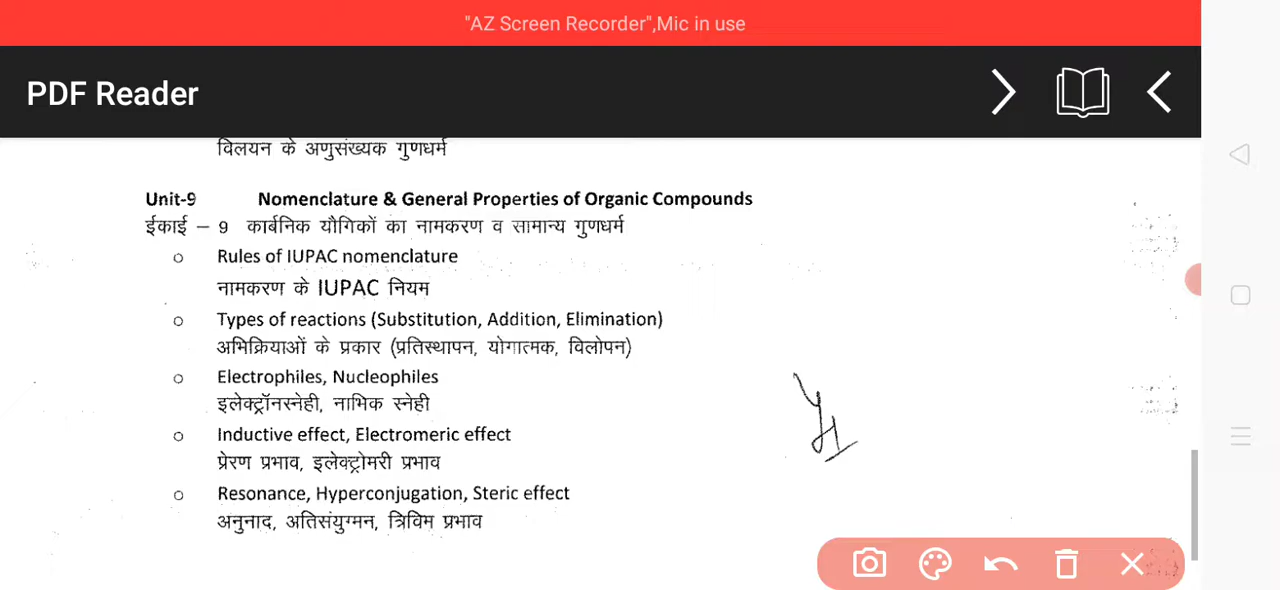 "AZ Screen Recorder",Mic in use
PDF Reader
विलयन के अणुसंख्यक गुणधर्म
Unit-9 Nomenclature & General Properties of Organic Compounds
ईकाई – 9 कार्बनिक यौगिकों का नामकरण व सामान्य गुणधर्म
○ Rules of IUPAC nomenclature
नामकरण के IUPAC नियम
○ Types of reactions (Substitution, Addition, Elimination)
अभिक्रियाओं के प्रकार (प्रतिस्थापन, योगात्मक, विलोपन)
○ Electrophiles, Nucleophiles
इलेक्ट्रॉनस्नेही, नाभिक स्नेही
○ Inductive effect, Electromeric effect
प्रेरण प्रभाव, इलेक्ट्रोमरी प्रभाव
○ Resonance, Hyperconjugation, Steric effect
अनुनाद, अतिसंयुग्मन, त्रिविम प्रभाव